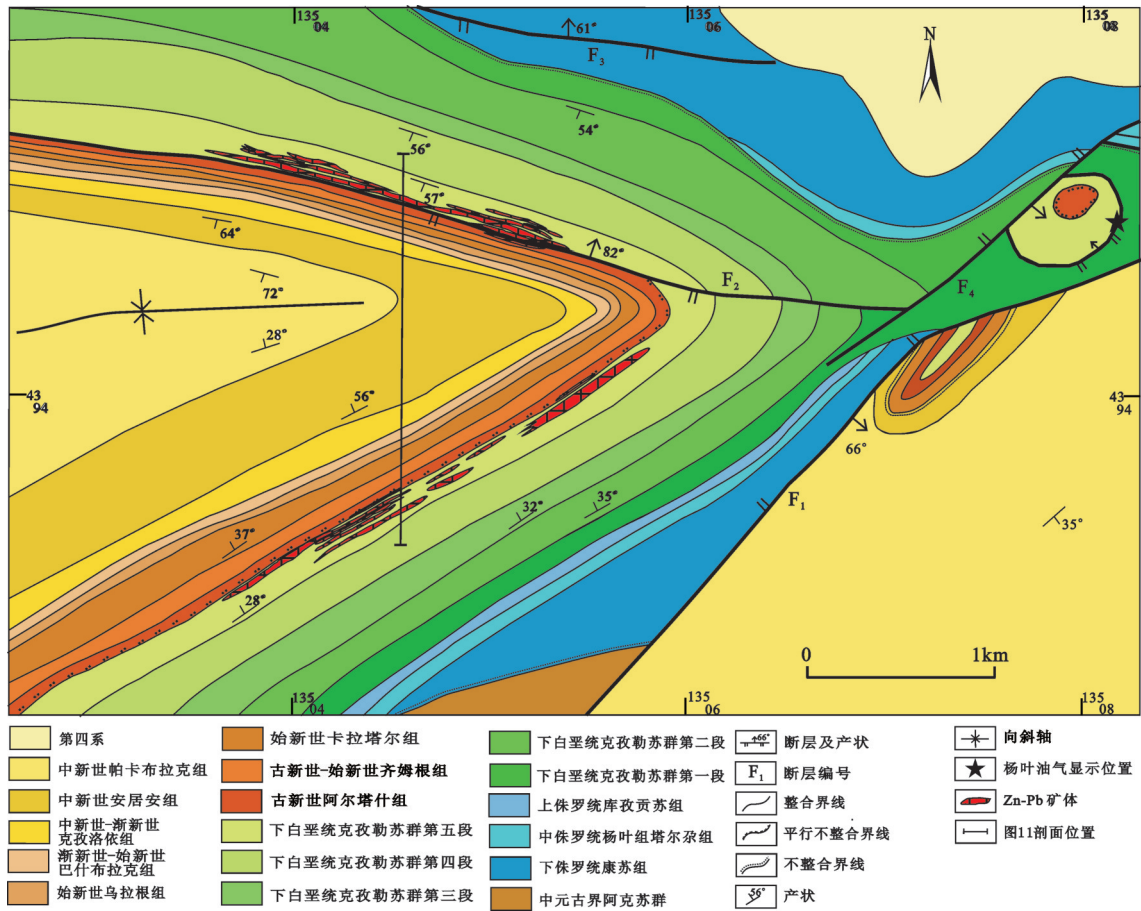 135
04
135
06
135
08
61°
F3
N
54°
56°
57°
64°
82°
72°
F2
F4
28°
43
94
56°
43
94
66°
F1
32°
35°
35°
37°
28°
0 1km
135
04
135
06
135
08
第四系
中新世帕卡布拉克组
中新世安居安组
中新世-渐新世
克孜洛依组
渐新世-始新世
巴什布拉克组
始新世乌拉根组
始新世卡拉塔尔组
古新世-始新世齐姆根组
古新世阿尔塔什组
下白垩统克孜勒苏群第五段
下白垩统克孜勒苏群第四段
下白垩统克孜勒苏群第三段
下白垩统克孜勒苏群第二段
下白垩统克孜勒苏群第一段
上侏罗统库孜贡苏组
中侏罗统杨叶组塔尔尕组
下侏罗统康苏组
中元古界阿克苏群
66° 断层及产状
F1 断层编号
整合界线
平行不整合界线
不整合界线
56° 产状
向斜轴
杨叶油气显示位置
Zn-Pb 矿体
图11剖面位置